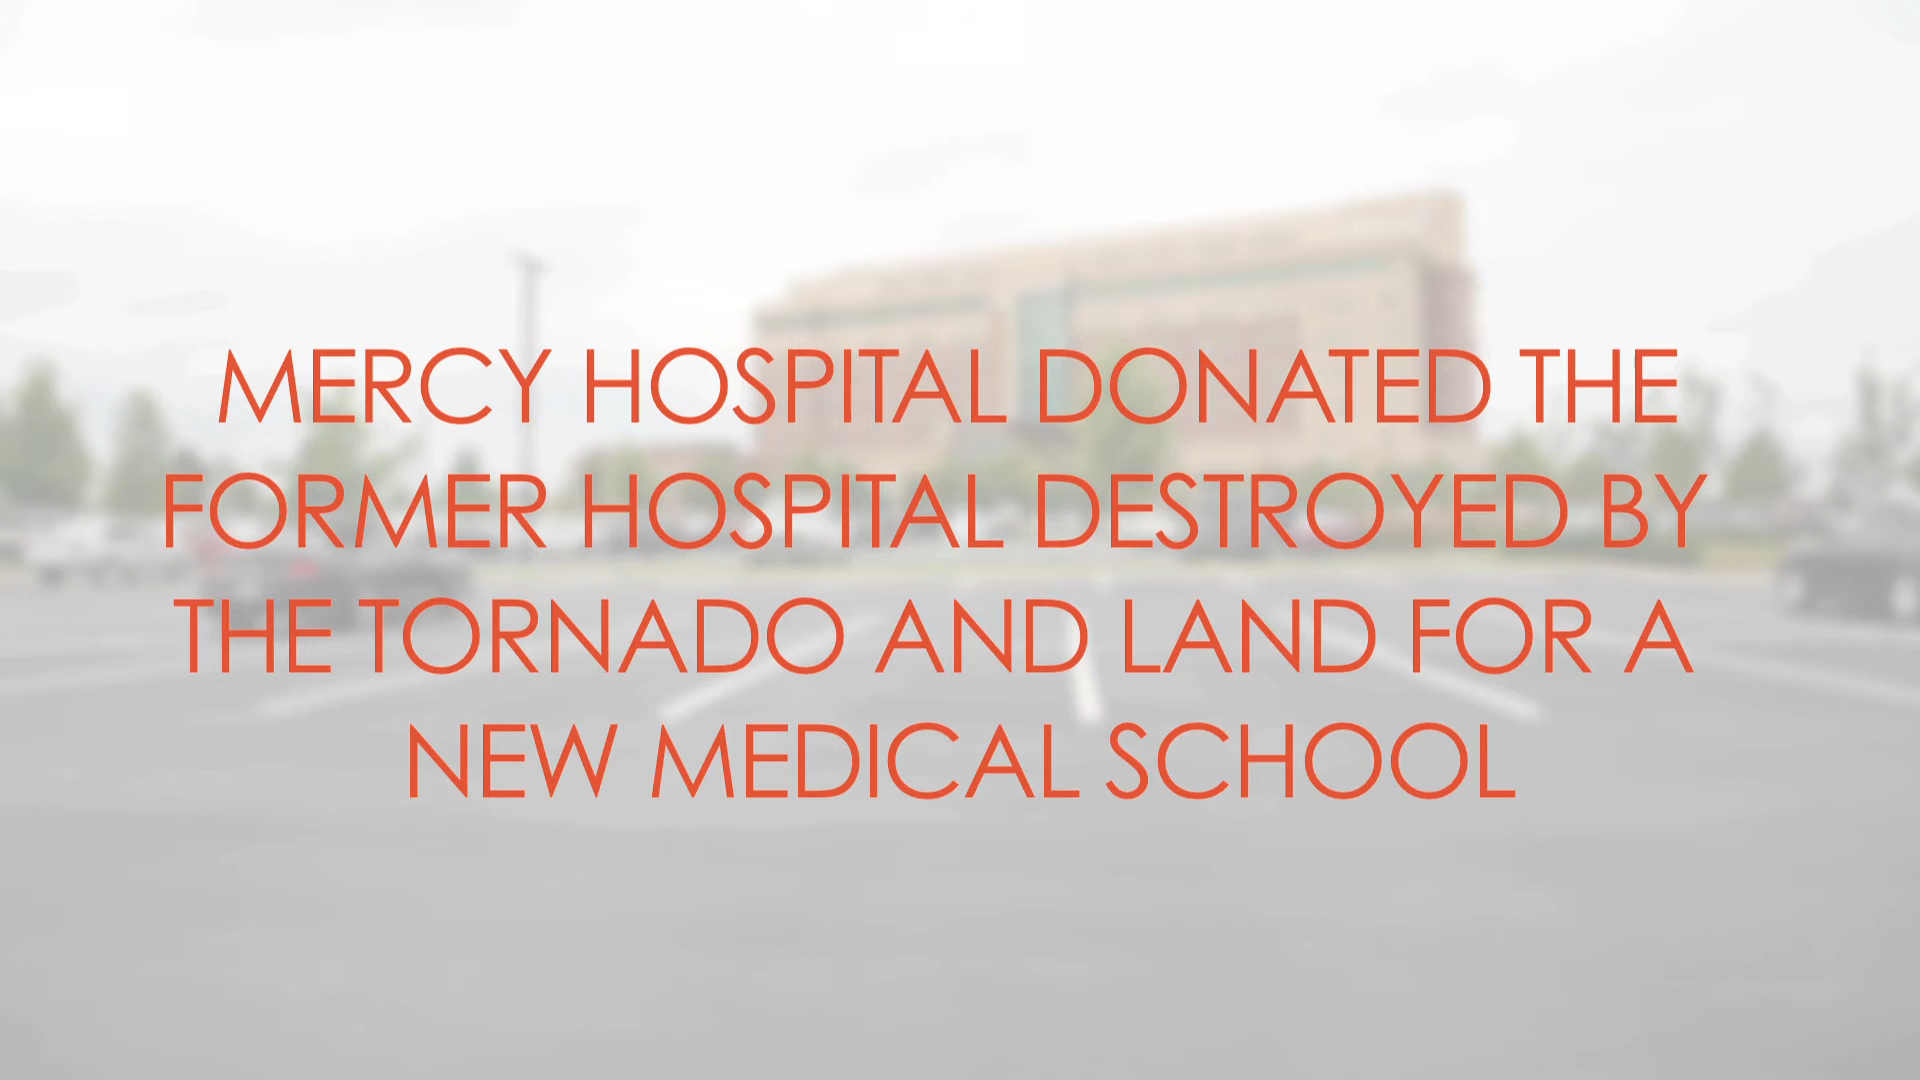 MERCY HOSPITAL DONATED THE
FORMER HOSPITAL DESTROYED BY
THE TORNADO AND LAND FOR A
NEW MEDICAL SCHOOL